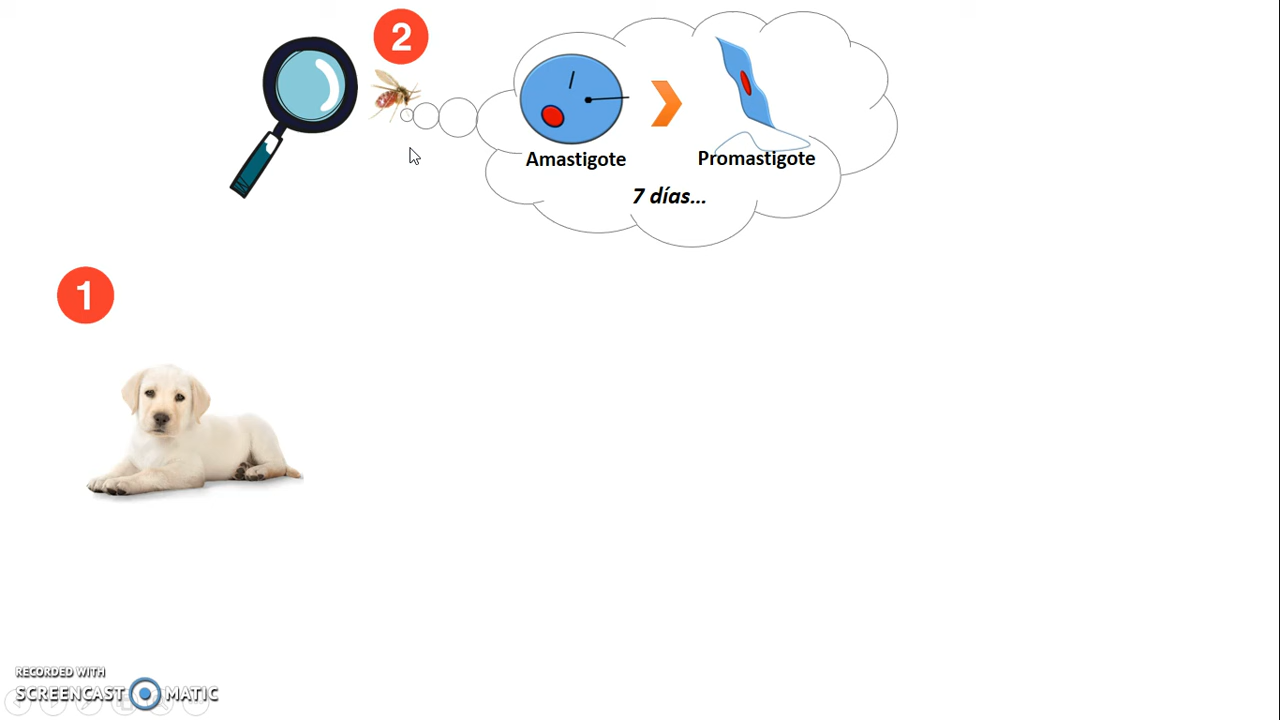 2
Amastigote
Promastigote
7 días...
1
RECORDED WITH
SCREENCAST MATIC